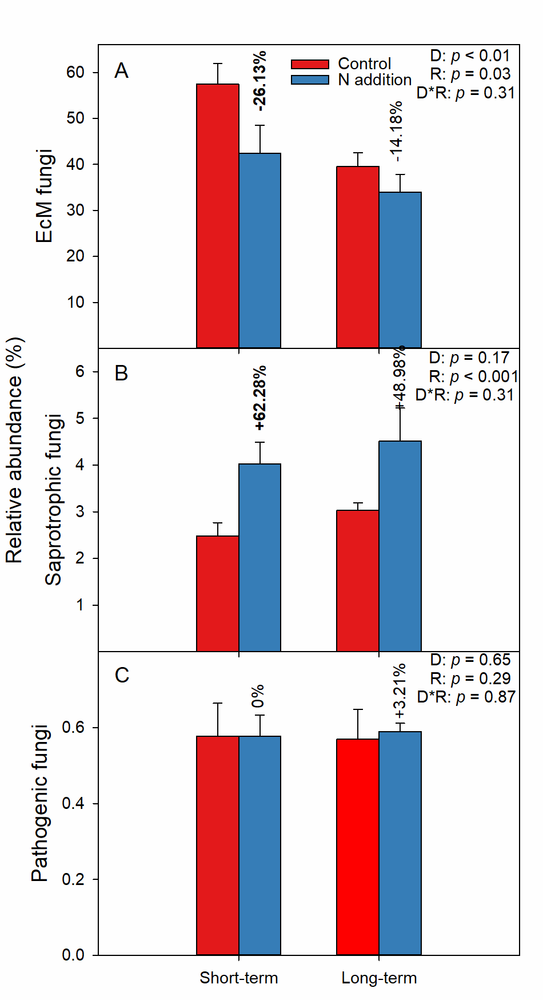 Relative abundance (%)
EcM fungi
A
60
50
40
30
20
10
-26.13%
-14.18%
Control
N addition
D: p < 0.01
R: p = 0.03
D*R: p = 0.31
Saprotrophic fungi
B
6
5
4
3
2
1
+62.28%
+48.98%
D: p = 0.17
R: p < 0.001
D*R: p = 0.31
Pathogenic fungi
C
0.6
0.4
0.2
0.0
0%
+3.21%
D: p = 0.65
R: p = 0.29
D*R: p = 0.87
Short-term
Long-term